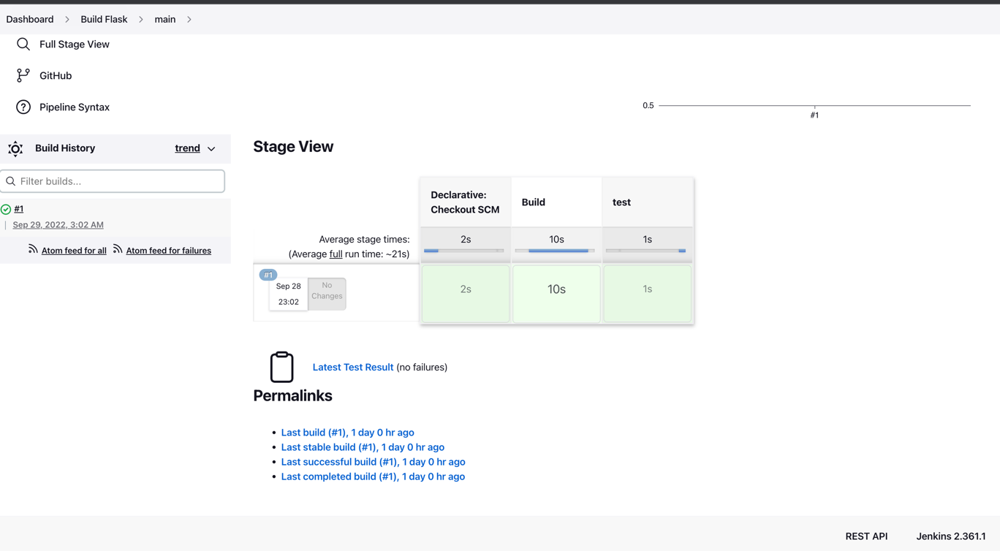 Dashboard > Build Flask > main >
Full Stage View
GitHub
Pipeline Syntax
0.5
#1
Build History trend
Filter builds...
#1
Sep 29, 2022, 3:02 AM
Atom feed for all Atom feed for failures
Stage View
Declarative:
Checkout SCM
Build
test
Average stage times:
(Average full run time: ~21s)
2s
10s
1s
#1
Sep 28
23:02
No
Changes
2s
10s
1s
Latest Test Result (no failures)
Permalinks
• Last build (#1), 1 day 0 hr ago
• Last stable build (#1), 1 day 0 hr ago
• Last successful build (#1), 1 day 0 hr ago
• Last completed build (#1), 1 day 0 hr ago
REST API Jenkins 2.361.1